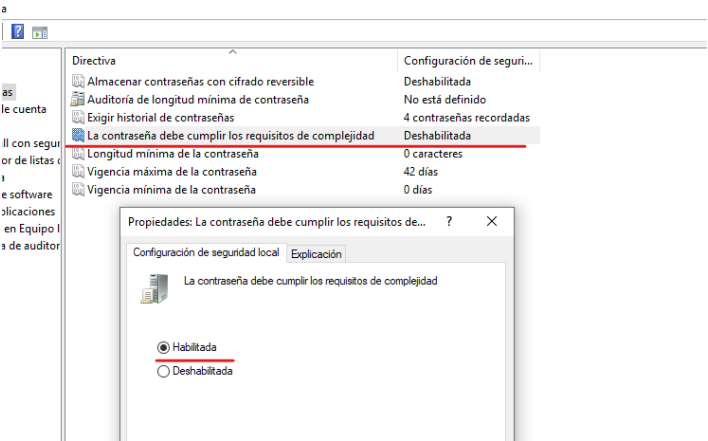 a
?
Directiva Configuración de seguri...
as
Almacenar contraseñas con cifrado reversible Deshabilitada
Auditoría de longitud mínima de contraseña No está definido
le cuenta
Exigir historial de contraseñas 4 contraseñas recordadas
La contraseña debe cumplir los requisitos de complejidad Deshabilitada
ll con segur
Longitud mínima de la contraseña 0 caracteres
or de listas
Vigencia máxima de la contraseña 42 días
a
Vigencia mínima de la contraseña 0 días
e software
plicaciones
en Equipo l
a de auditor
Propiedades: La contraseña debe cumplir los requisitos de... ? X
Configuración de seguridad local Explicación
La contraseña debe cumplir los requisitos de complejidad
Habilitada
Deshabilitada